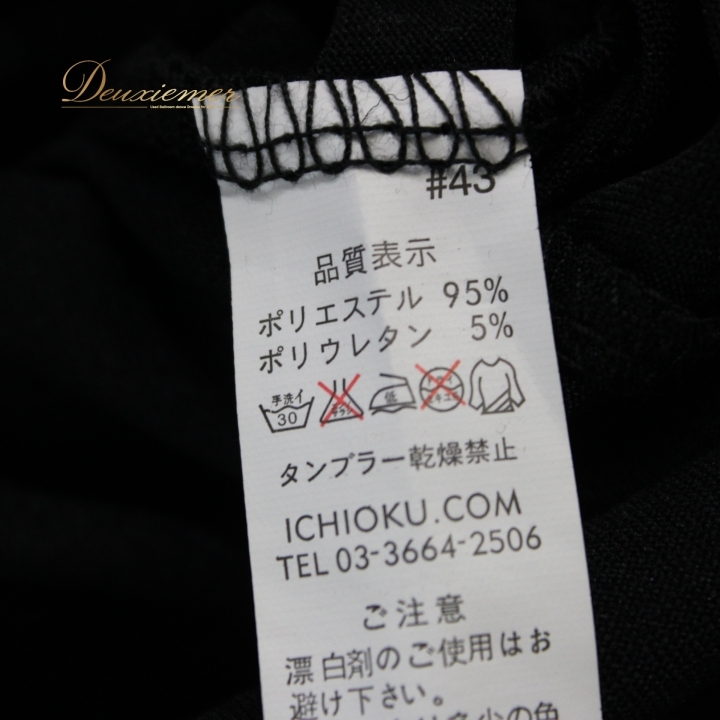 Deuxiemer
#43
品質表示
ポリエステル 95%
ポリウレタン 5%
手洗イ
30
低
タンブラー乾燥禁止
ICHIOKU.COM
TEL 03-3664-2506
ご注意
漂白剤のご使用はお
避け下さい。